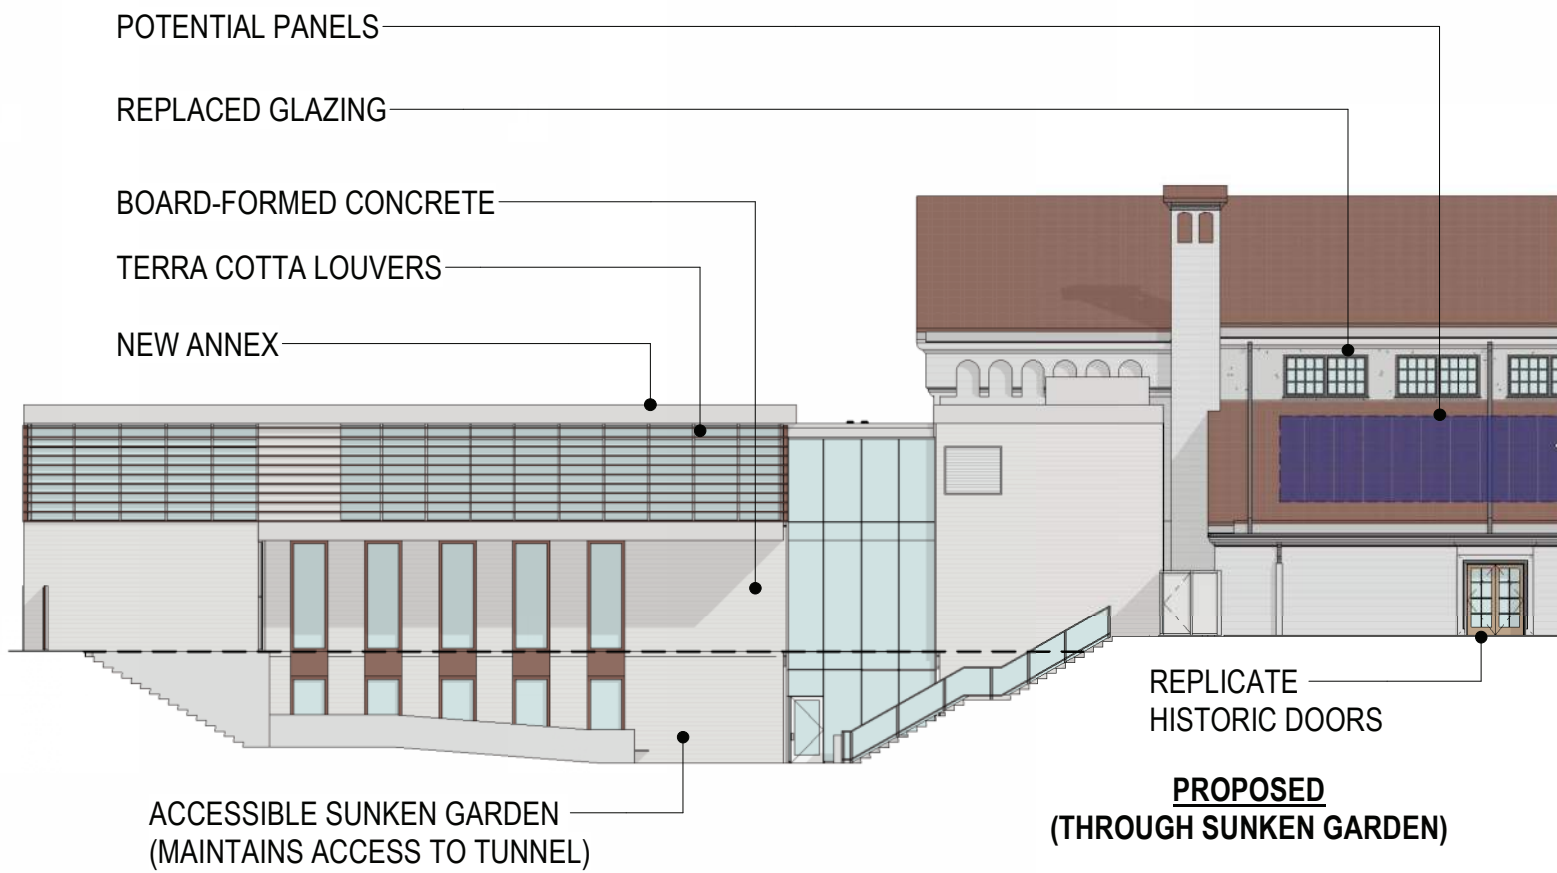 POTENTIAL PANELS
REPLACED GLAZING
BOARD-FORMED CONCRETE
TERRA COTTA LOUVERS
NEW ANNEX
REPLICATE
HISTORIC DOORS
PROPOSED
(THROUGH SUNKEN GARDEN)
ACCESSIBLE SUNKEN GARDEN
(MAINTAINS ACCESS TO TUNNEL)